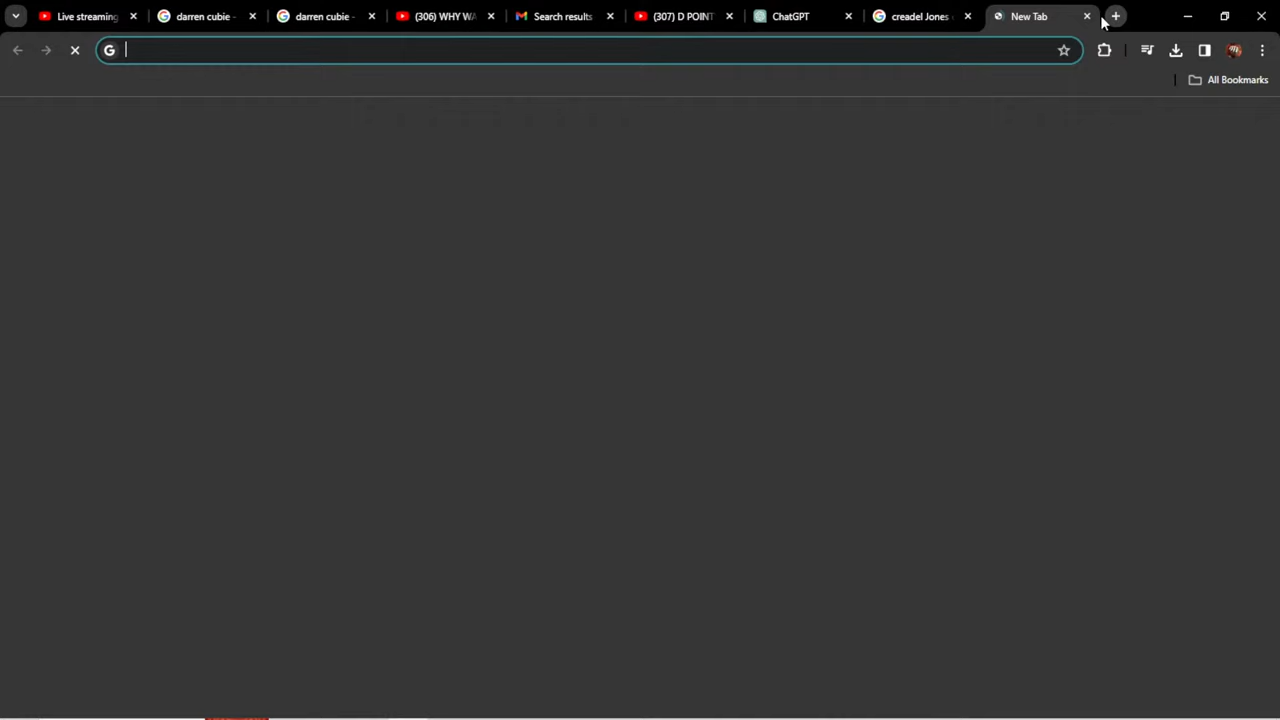 Live streaming
darren cubie -
darren cubie -
(306) WHY WA
Search results
(307) D POINT
ChatGPT
creadel Jones
New Tab
G
All Bookmarks